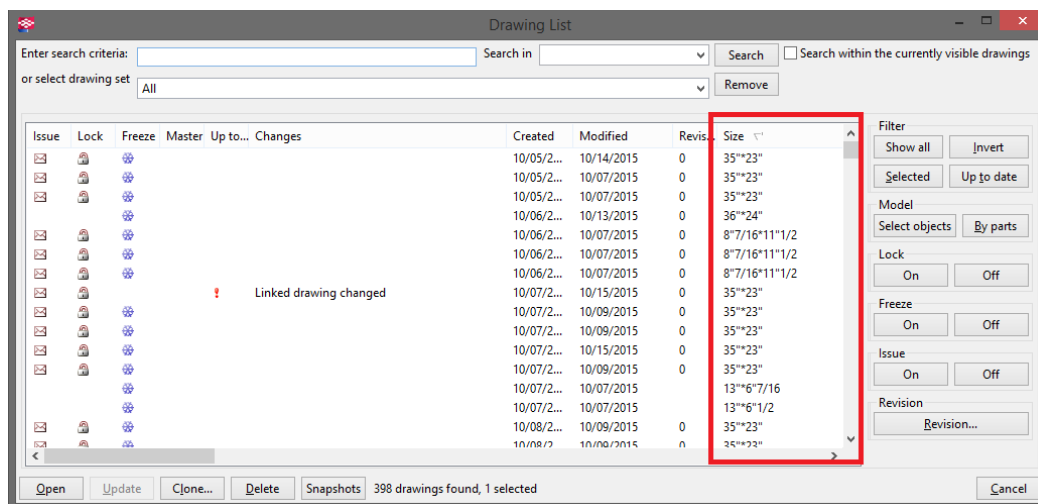 Drawing List
Enter search criteria: Search in Search Search within the currently visible drawings
or select drawing set All Remove
Issue Lock Freeze Master Up to... Changes Created Modified Revis... Size
10/05/2... 10/14/2015 0 35"*23"
10/05/2... 10/07/2015 0 35"*23"
10/05/2... 10/07/2015 0 35"*23"
10/06/2... 10/13/2015 0 36"*24"
10/06/2... 10/07/2015 0 8"7/16*11"1/2
10/06/2... 10/07/2015 0 8"7/16*11"1/2
10/06/2... 10/07/2015 0 8"7/16*11"1/2
Linked drawing changed 10/07/2... 10/15/2015 0 35"*23"
10/07/2... 10/09/2015 0 35"*23"
10/07/2... 10/09/2015 0 35"*23"
10/07/2... 10/15/2015 0 35"*23"
10/07/2... 10/09/2015 0 35"*23"
10/07/2... 10/07/2015 13"*6"7/16
10/07/2... 10/07/2015 13"*6"1/2
10/08/2... 10/09/2015 0 35"*23"
10/08/2... 10/09/2015 0 35"*23"
Filter
Show all Invert
Selected Up to date
Model
Select objects By parts
Lock
On Off
Freeze
On Off
Issue
On Off
Revision
Revision...
Open Update Clone... Delete Snapshots 398 drawings found, 1 selected Cancel